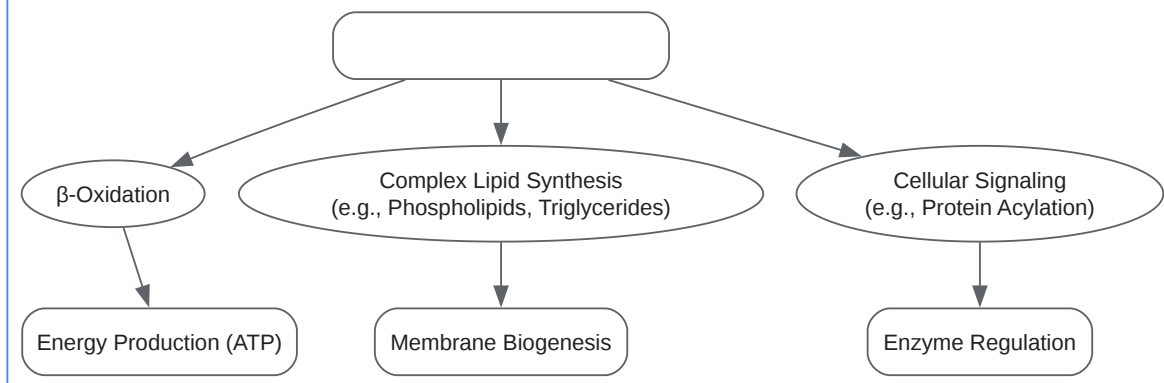 β-Oxidation
Complex Lipid Synthesis
(e.g., Phospholipids, Triglycerides)
Cellular Signaling
(e.g., Protein Acylation)
Energy Production (ATP)
Membrane Biogenesis
Enzyme Regulation